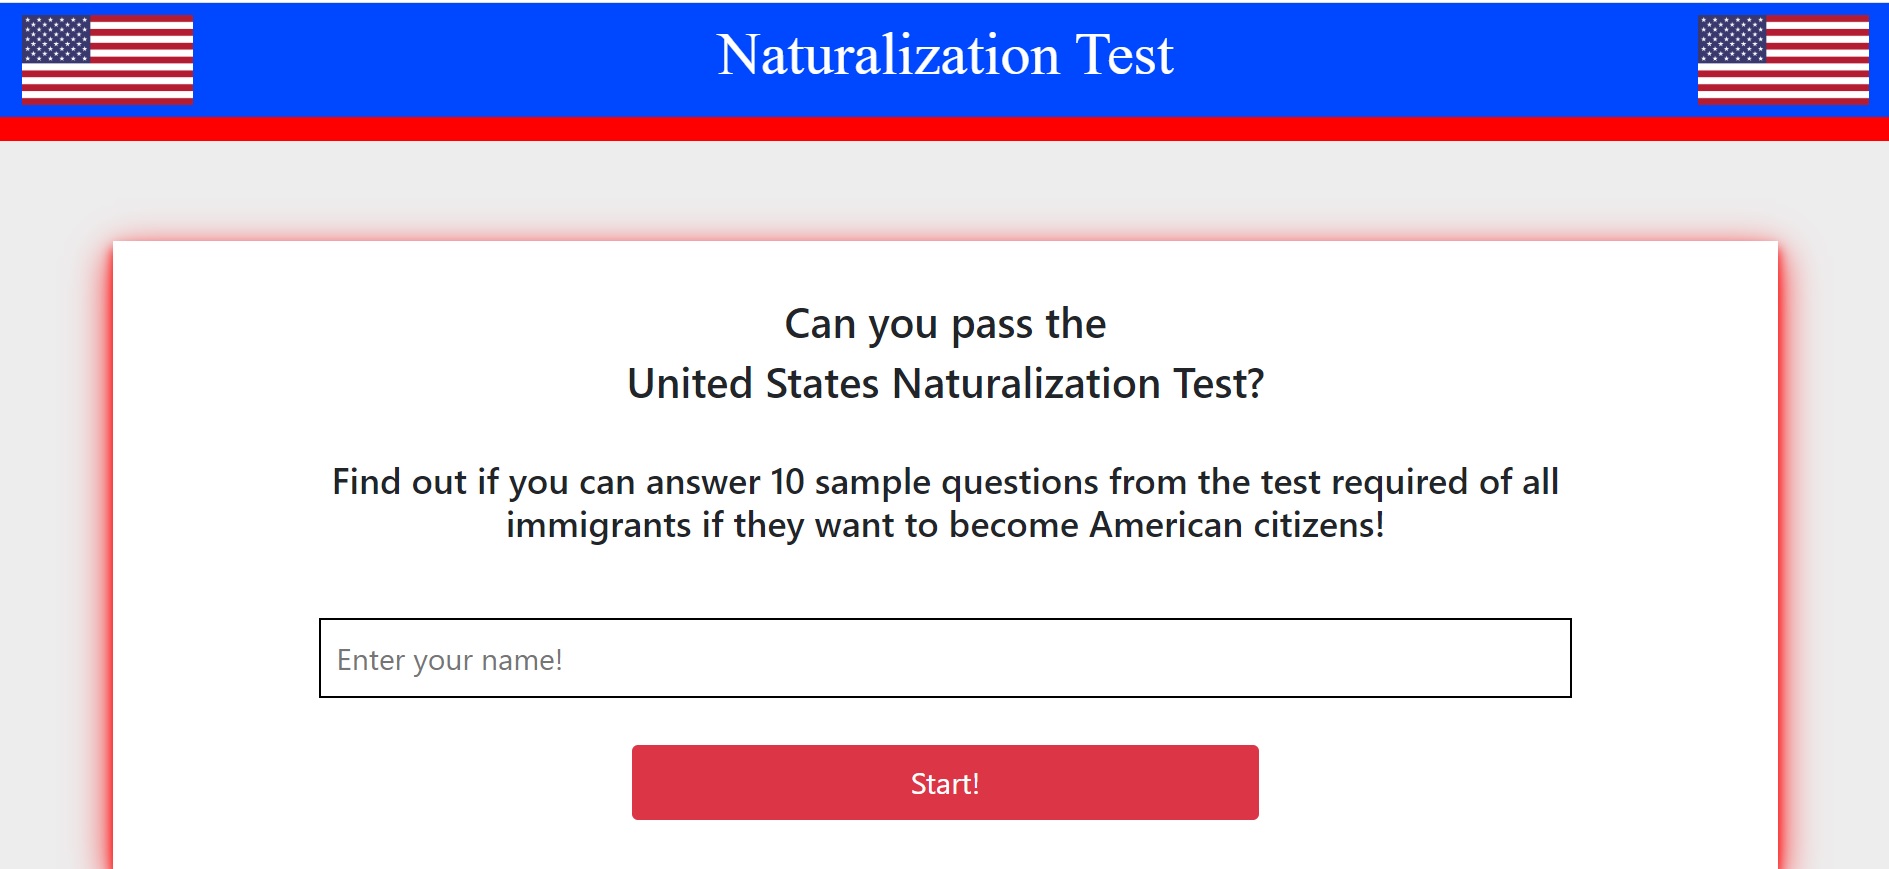 Naturalization Test
Can you pass the
United States Naturalization Test?
Find out if you can answer 10 sample questions from the test required of all
immigrants if they want to become American citizens!
Enter your name!
Start!